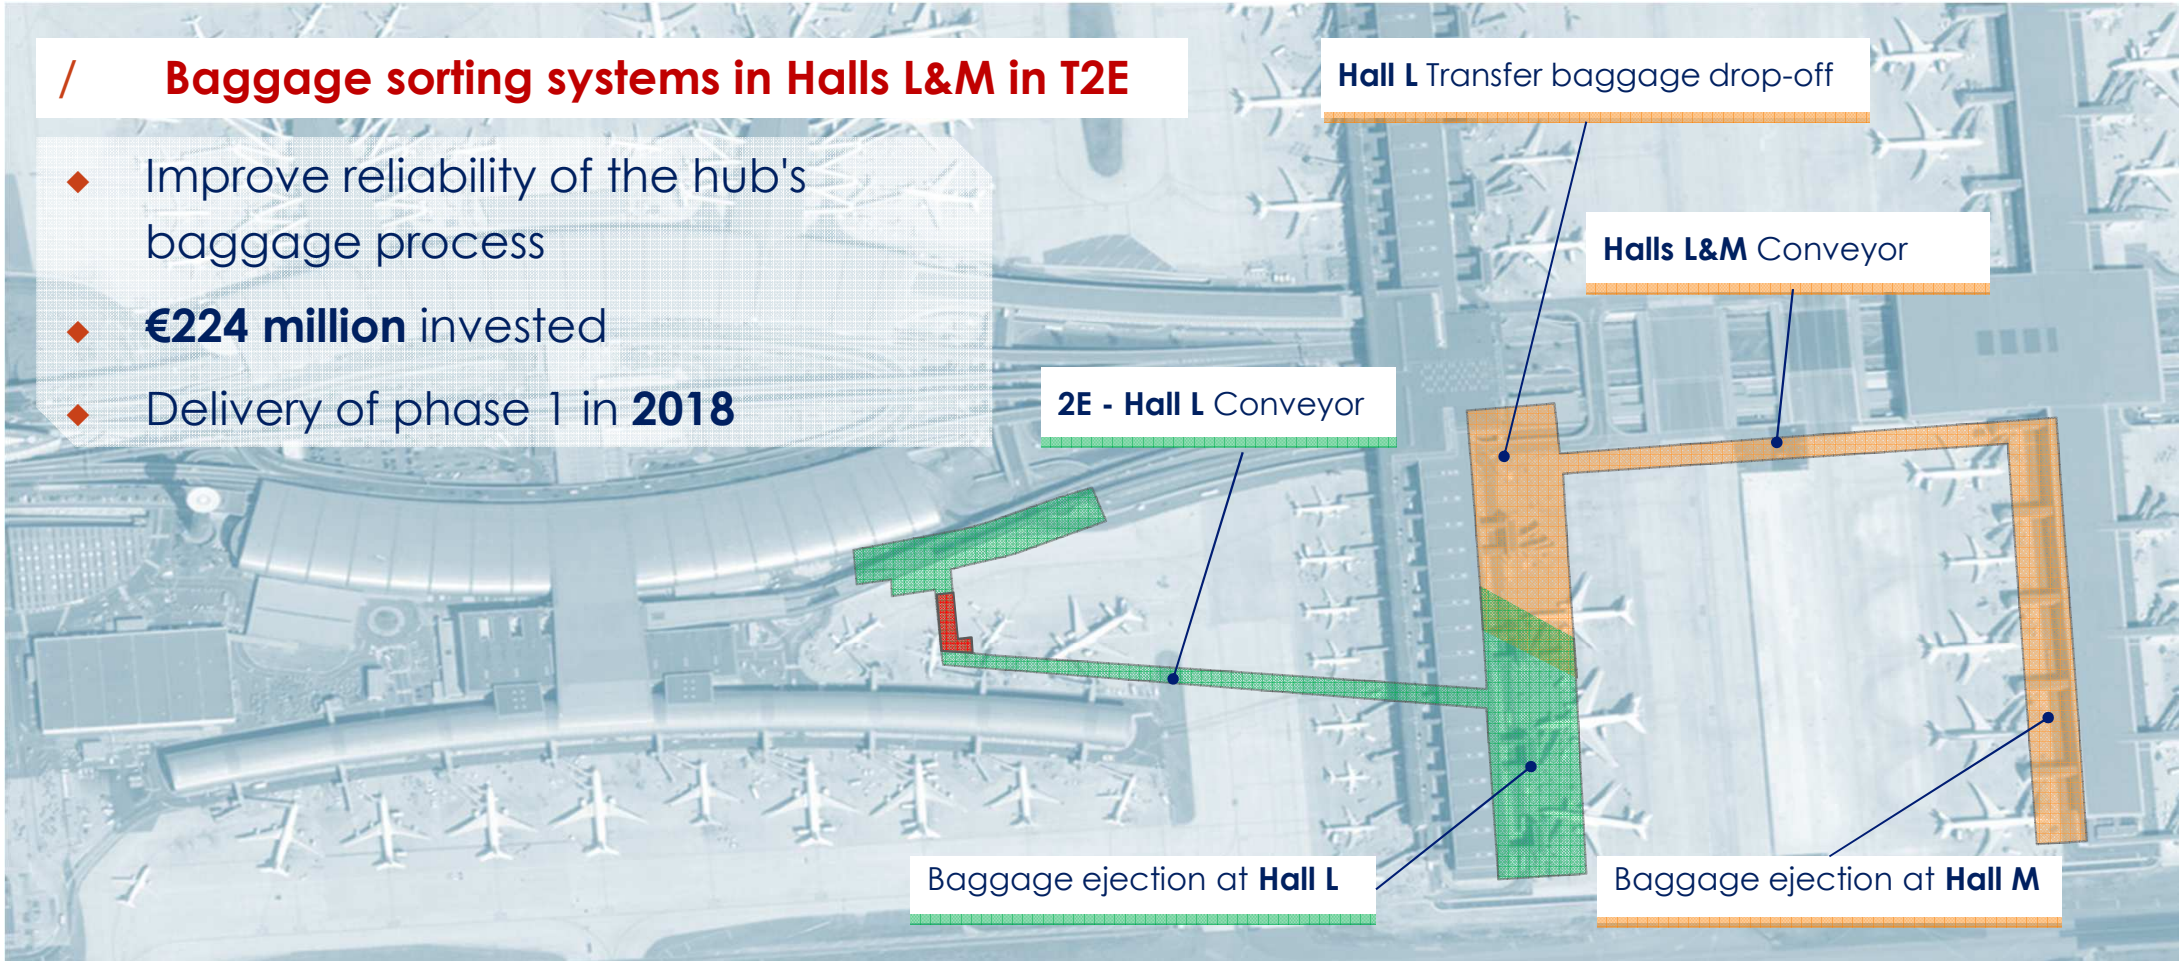 / Baggage sorting systems in Halls L&M in T2E
Improve reliability of the hub's
baggage process
€224 million invested
Delivery of phase 1 in 2018
Hall L Transfer baggage drop-off
Halls L&M Conveyor
2E - Hall L Conveyor
Baggage ejection at Hall L
Baggage ejection at Hall M